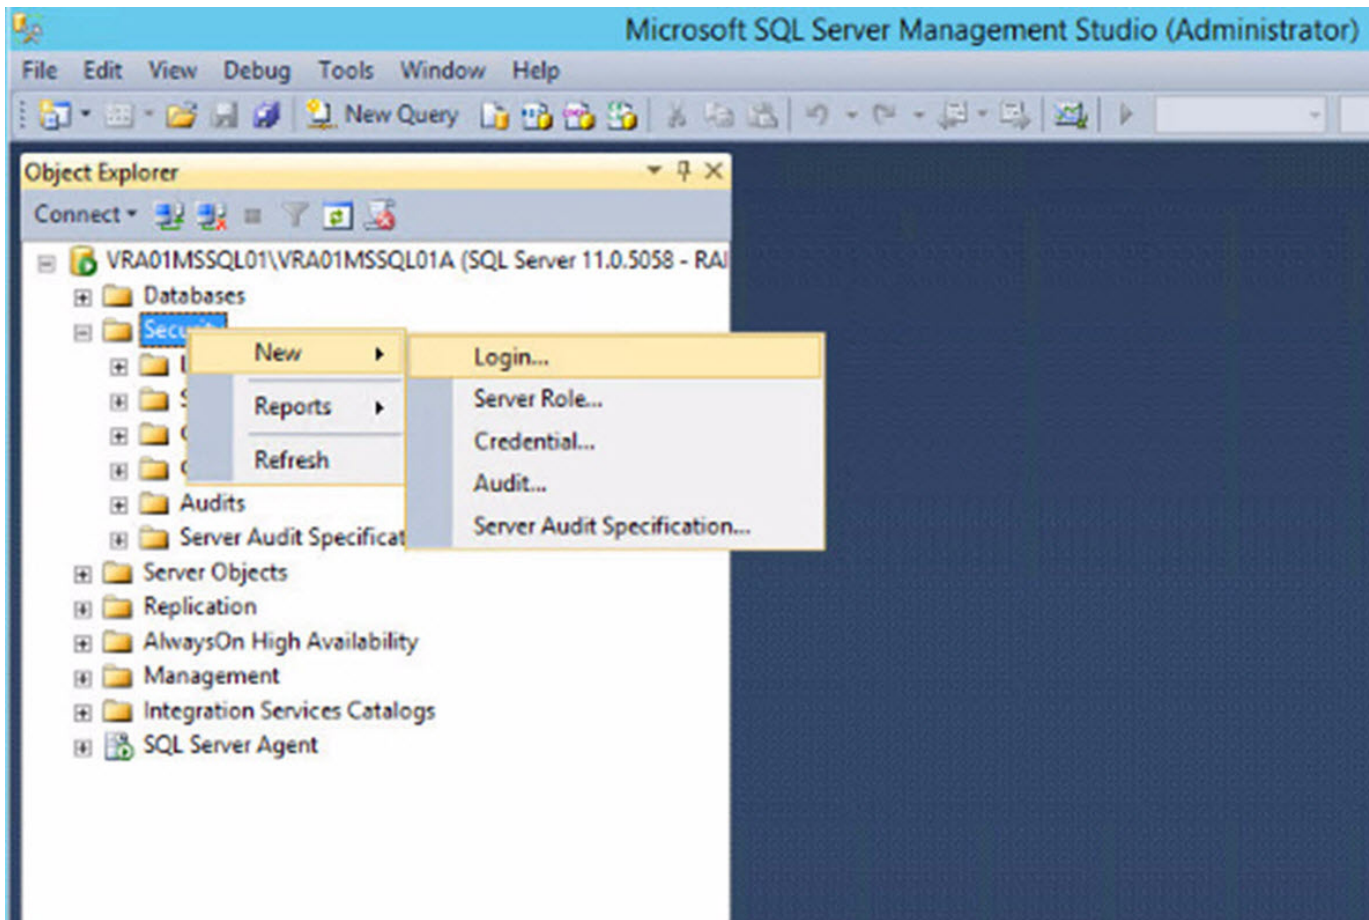 Microsoft SQL Server Management Studio (Administrator)
File Edit View Debug Tools Window Help
New Query
Object Explorer
Connect
VRA01MSSQL01\VRA01MSSQL01A (SQL Server 11.0.5058 - RAI
Databases
Security
New
Login...
Reports
Server Role...
Credential...
Refresh
Audit...
Audits
Server Audit Specification...
Server Audit Specificat
Server Objects
Replication
AlwaysOn High Availability
Management
Integration Services Catalogs
SQL Server Agent